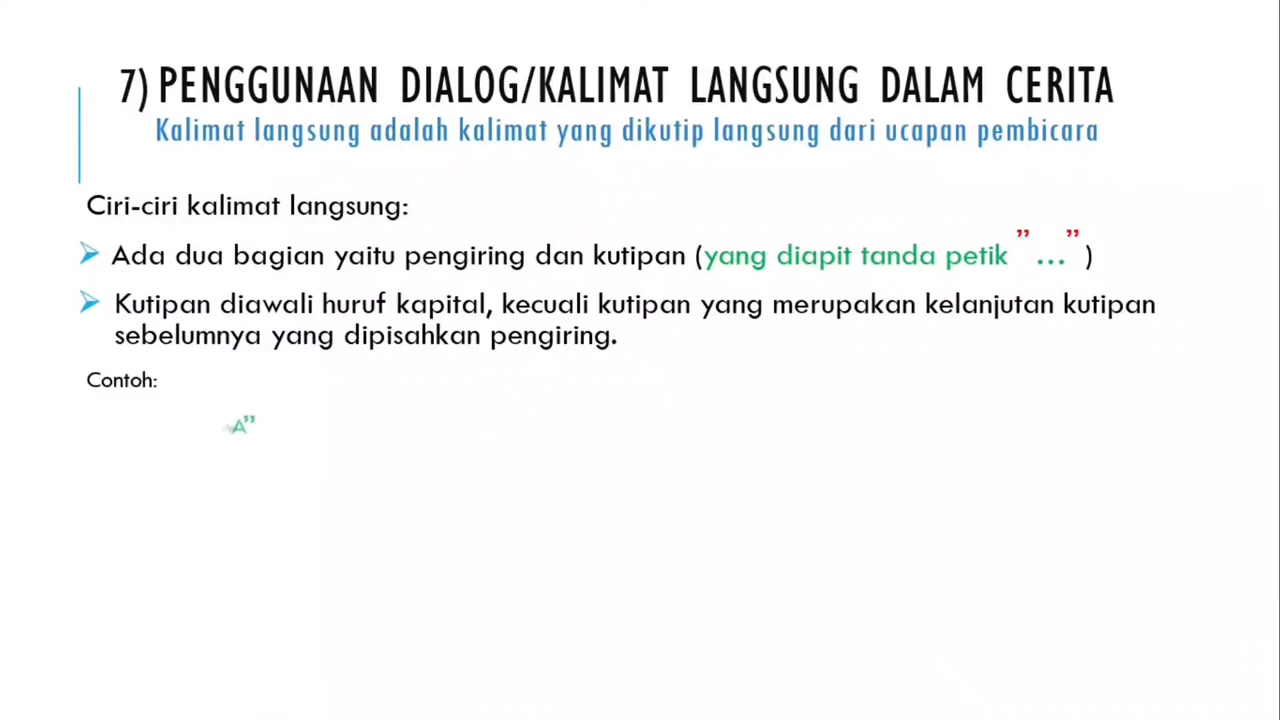 7) PENGGUNAAN DIALOG/KALIMAT LANGSUNG DALAM CERITA
Kalimat langsung adalah kalimat yang dikutip langsung dari ucapan pembicara
Ciri-ciri kalimat langsung:
Ada dua bagian yaitu pengiring dan kutipan (yang diapit tanda petik ”…” )
Kutipan diawali huruf kapital, kecuali kutipan yang merupakan kelanjutan kutipan
sebelumnya yang dipisahkan pengiring.
Contoh:
A”